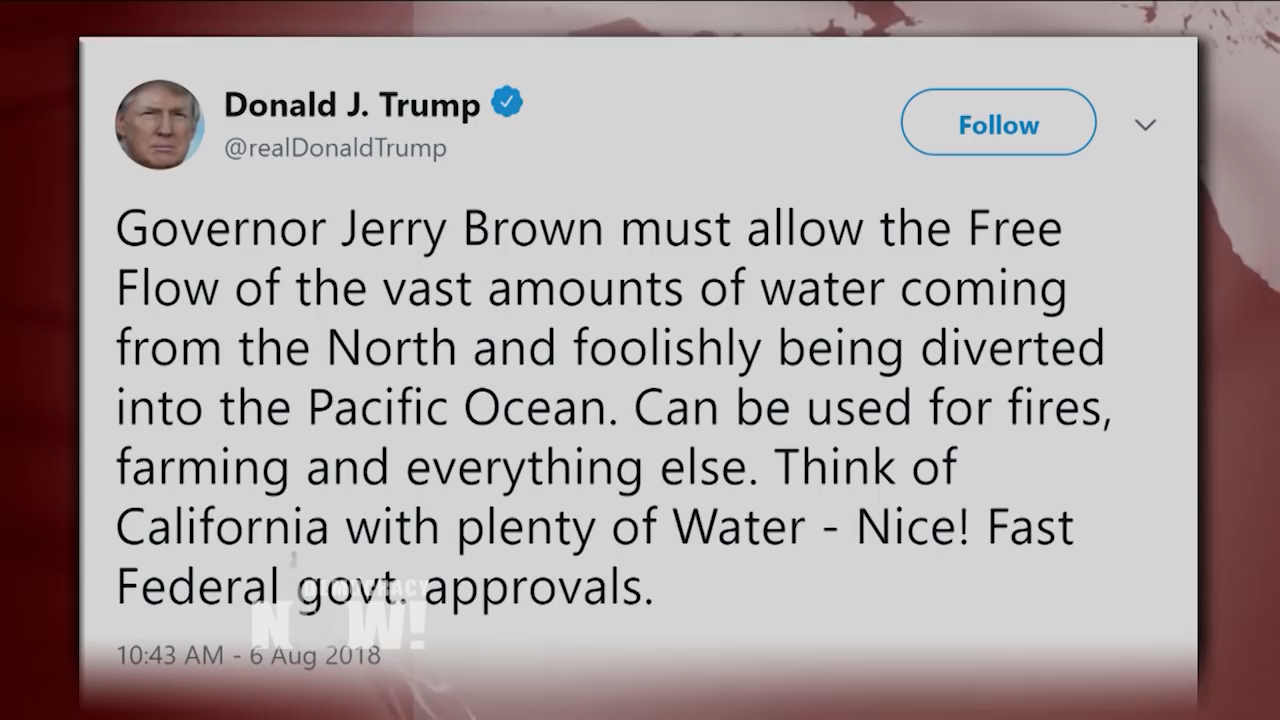 Donald J. Trump
@realDonaldTrump
Follow
Governor Jerry Brown must allow the Free
Flow of the vast amounts of water coming
from the North and foolishly being diverted
into the Pacific Ocean. Can be used for fires,
farming and everything else. Think of
California with plenty of Water - Nice! Fast
Federal govt. approvals.
DEMOCRACY
NOW!
10:43 AM - 6 Aug 2018